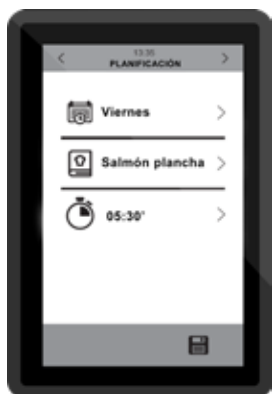 13:35
PLANIFICACIÓN
Viernes
Salmón plancha
05:30'